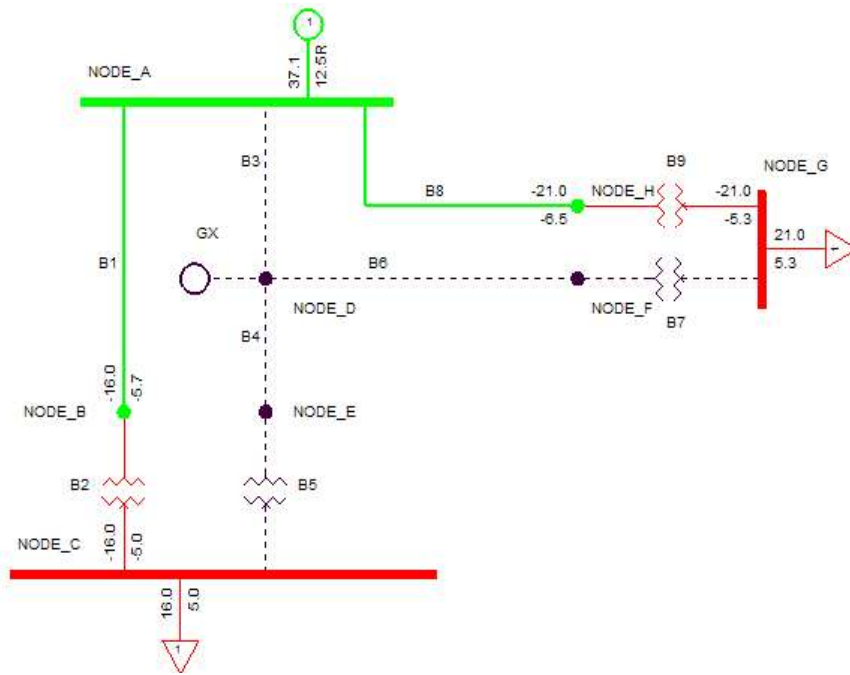 1
37.1
12.5R
NODE_A
B3
B9
NODE_G
B8
-21.0
NODE_H
-21.0
-6.5
-5.3
21.0
1
5.3
GX
B1
B6
NODE_D
NODE_F
B7
B4
-16.0
-5.7
NODE_B
NODE_E
B2
B5
-16.0
-5.0
NODE_C
16.0
5.0
1